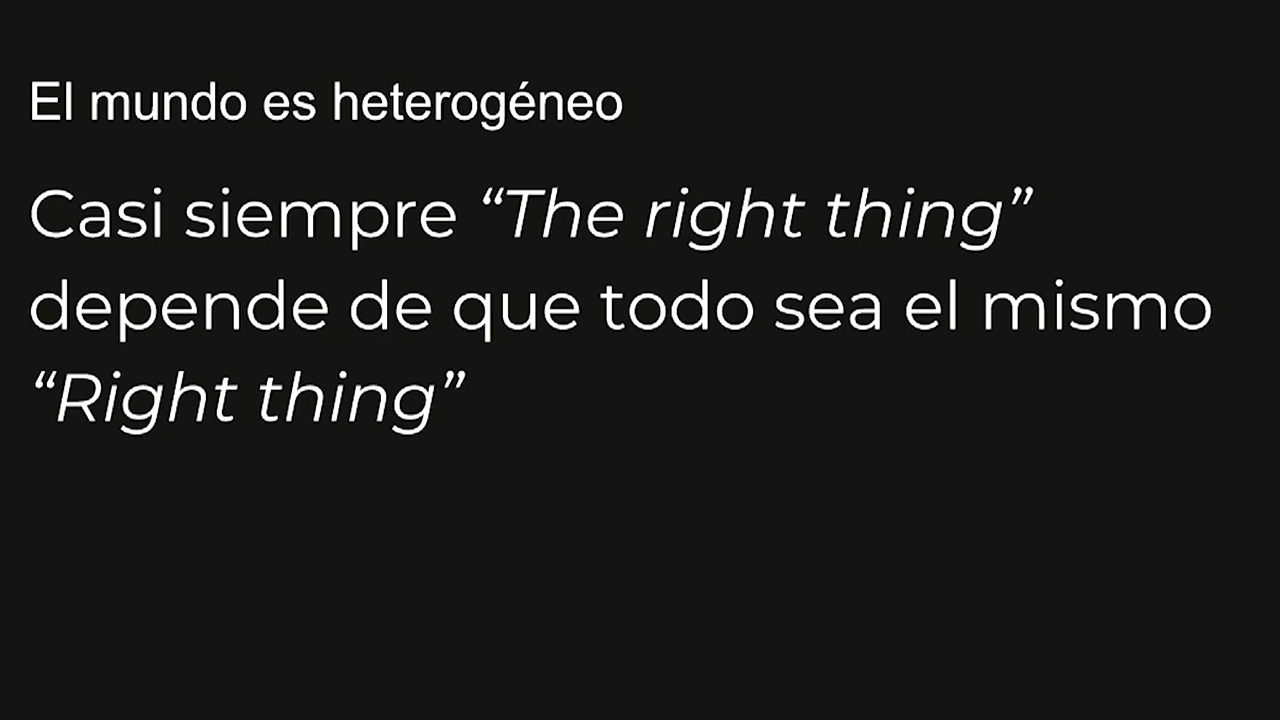 El mundo es heterogéneo
Casi siempre “The right thing”
depende de que todo sea el mismo
“Right thing”